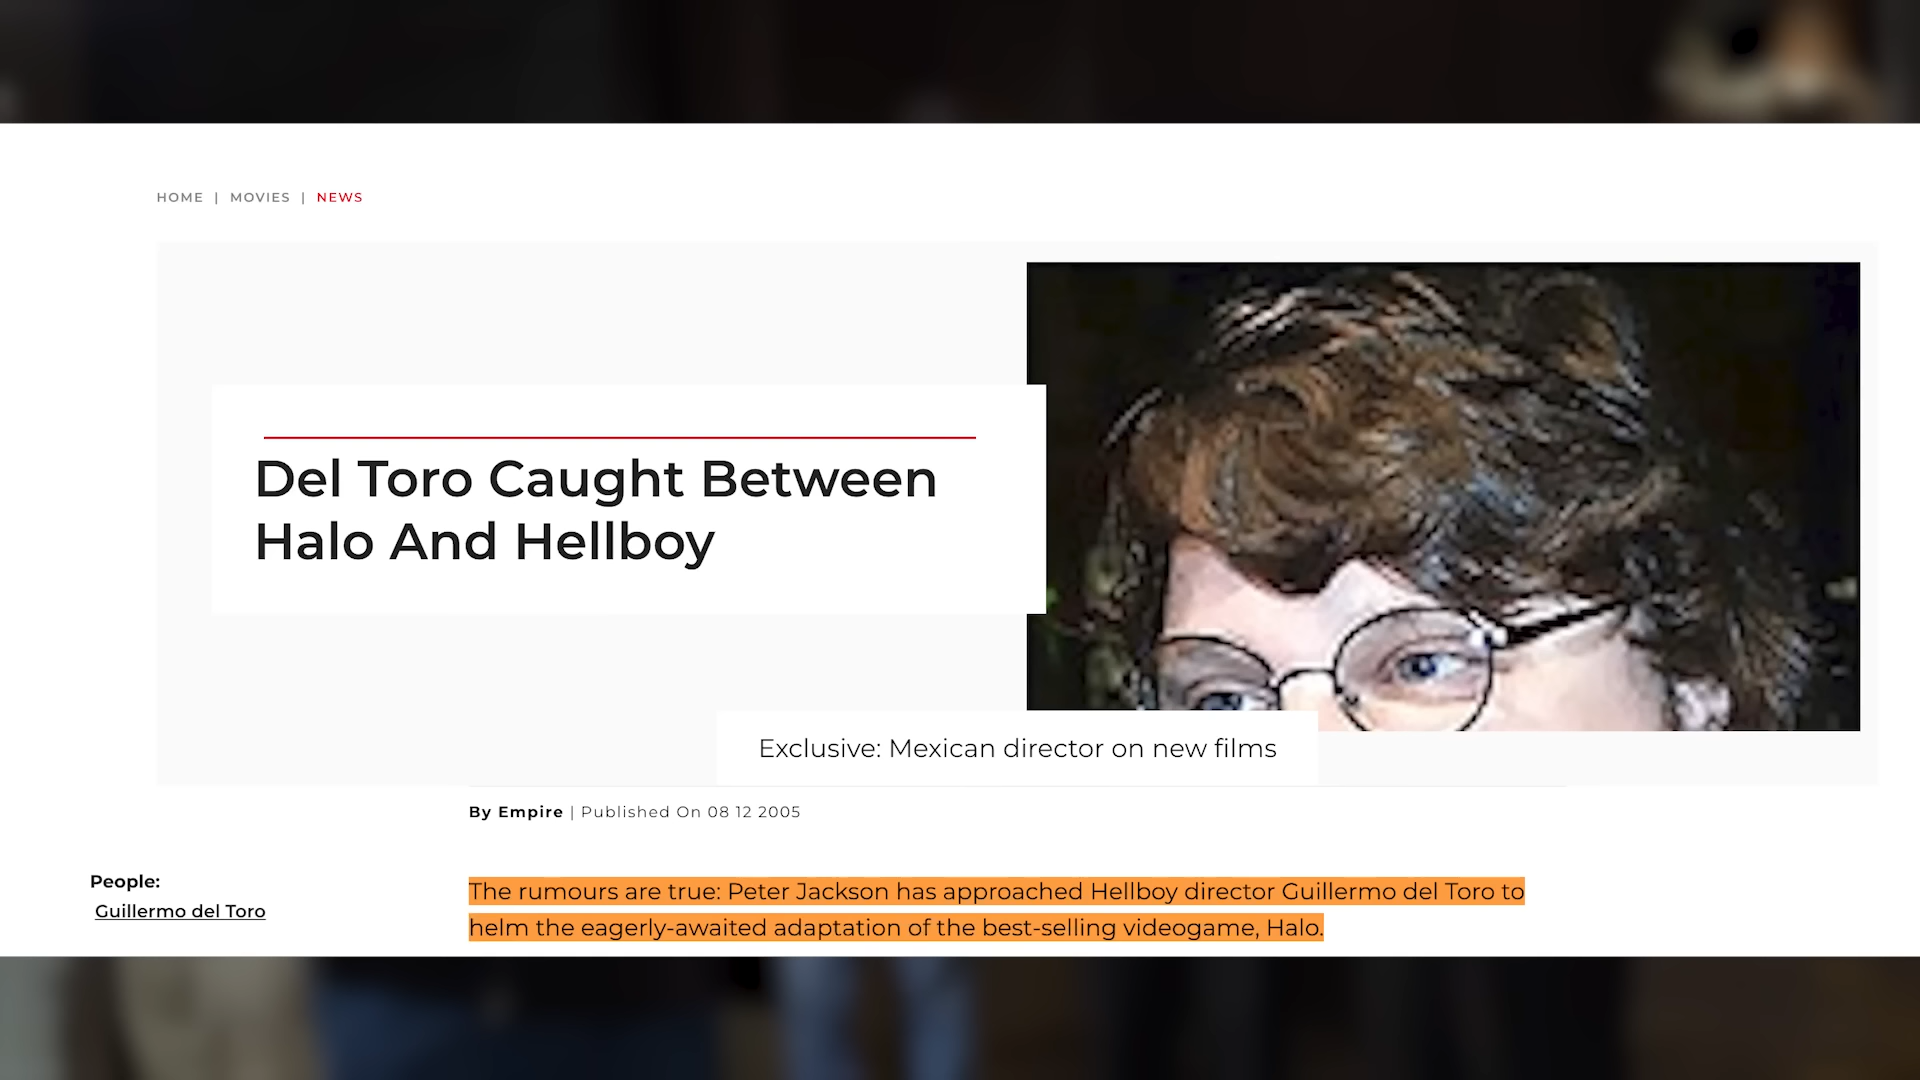 HOME | MOVIES | NEWS
Del Toro Caught Between
Halo And Hellboy
Exclusive: Mexican director on new films
By Empire | Published On 08 12 2005
People:
Guillermo del Toro
The rumours are true: Peter Jackson has approached Hellboy director Guillermo del Toro to
helm the eagerly-awaited adaptation of the best-selling videogame, Halo.